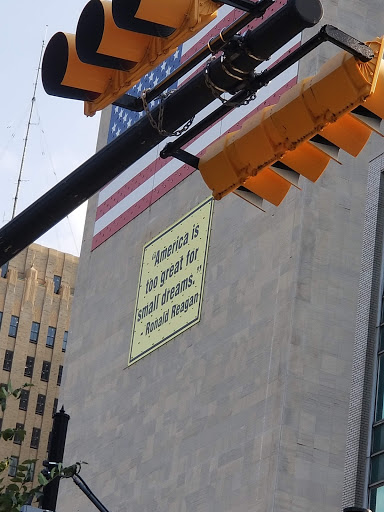 "America is
too great for
small dreams."
- Ronald Reagan